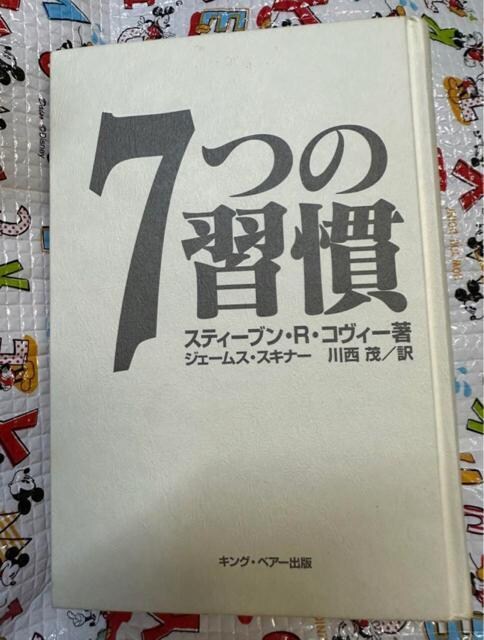 7つの
習慣
スティーブン・R・コヴィー著
ジェームス・スキナー 川西 茂／訳
キング・ベアー出版